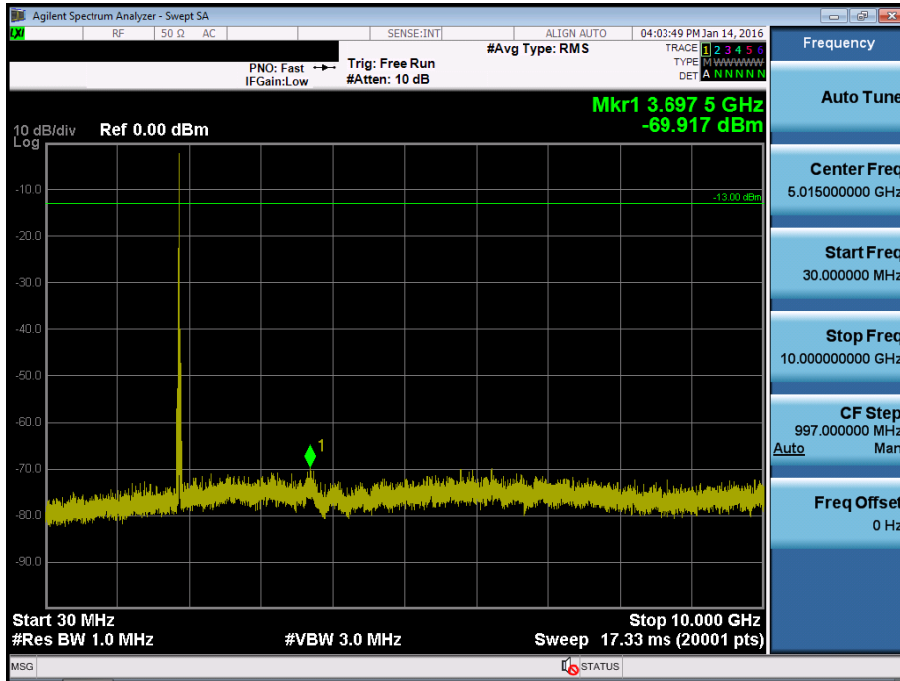 Agilent Spectrum Analyzer - Swept SA
LXI RF 50 Ω AC SENSE:INT ALIGN AUTO 04:03:49 PM Jan 14, 2016
#Avg Type: RMS
TRACE 1 2 3 4 5 6
PNO: Fast Trig: Free Run
TYPE M WWWWW
IFGain:Low #Atten: 10 dB
DET A N N N N N
Mkr1 3.697 5 GHz
-69.917 dBm
10 dB/div Ref 0.00 dBm
Log
-10.0
-13.00 dBm
-20.0
-30.0
-40.0
-50.0
-60.0
1
-70.0
-80.0
-90.0
Start 30 MHz Stop 10.000 GHz
#Res BW 1.0 MHz #VBW 3.0 MHz Sweep 17.33 ms (20001 pts)
MSG STATUS
Frequency
Auto Tune
Center Freq
5.015000000 GHz
Start Freq
30.000000 MHz
Stop Freq
10.000000000 GHz
CF Step
997.000000 MHz
Auto Man
Freq Offset
0 Hz